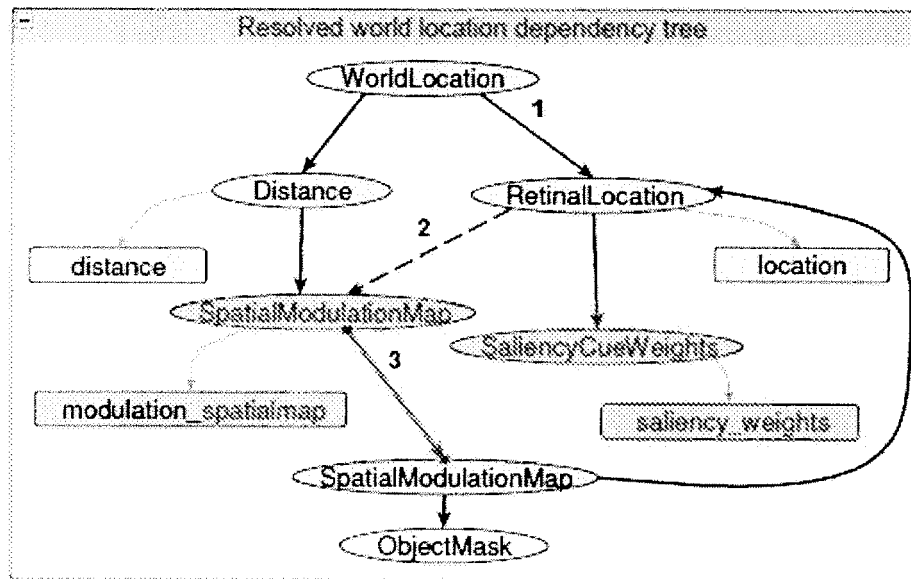 Resolved world location dependency tree
WorldLocation
1
Distance
RetinalLocation
2
distance
location
SpatialModulationMap
3
SaliencyCueWeights
modulation_spatialmap
saliency_weights
SpatialModulationMap
ObjectMask